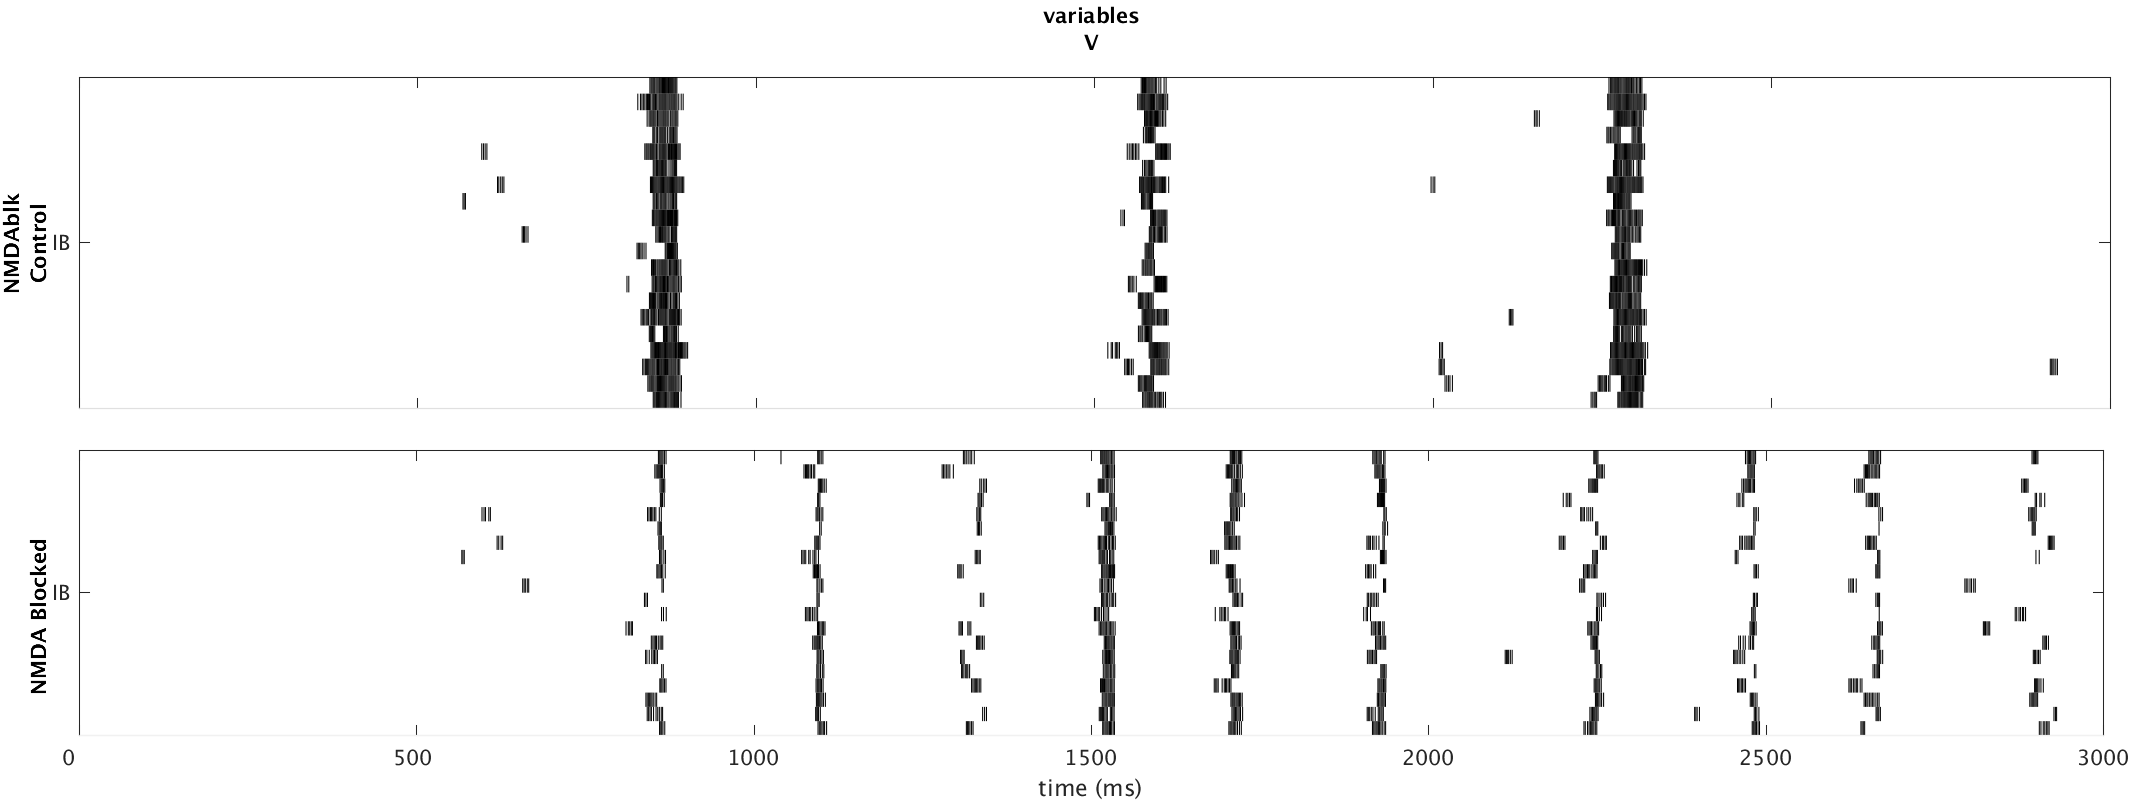 variables
V
NMDAblk
Control
IB
NMDA Blocked
IB
0 500 1000 1500 2000 2500 3000
time (ms)